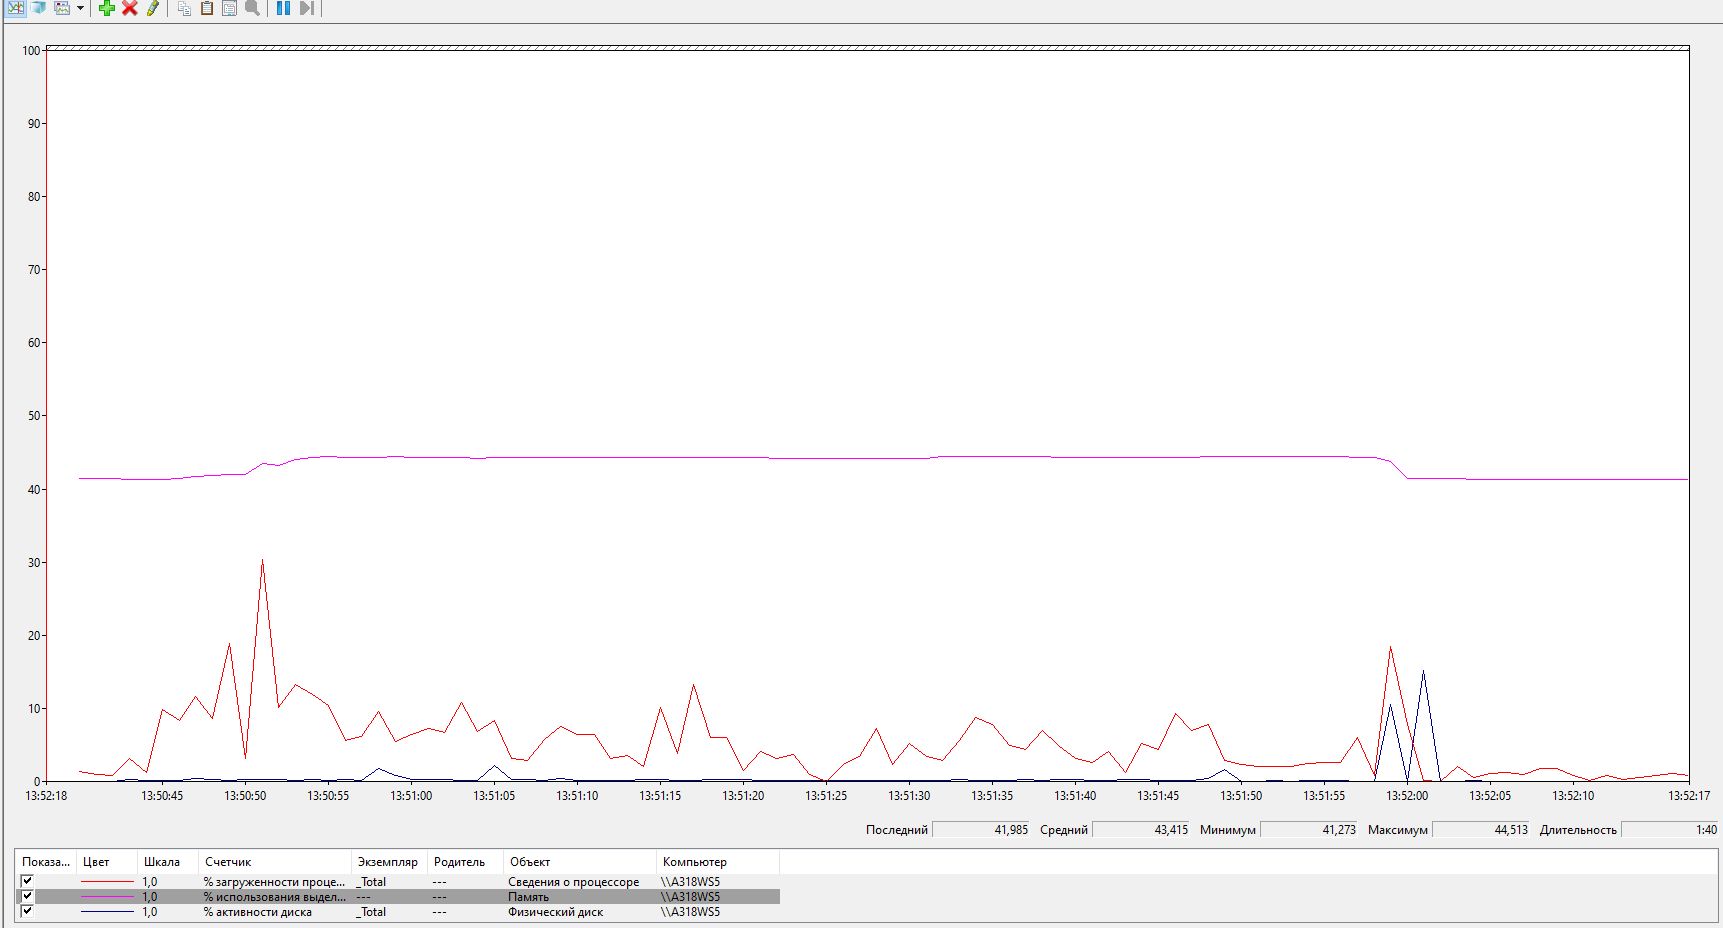 100
90
80
70
60
50
40
30
20
10
0
13:52:18 13:50:45 13:50:50 13:50:55 13:51:00 13:51:05 13:51:10 13:51:15 13:51:20 13:51:25 13:51:30 13:51:35 13:51:40 13:51:45 13:51:50 13:51:55 13:52:00 13:52:05 13:52:10 13:52:17
Последний 41,985 Средний 43,415 Минимум 41,273 Максимум 44,513 Длительность 1:40
Показа... Цвет Шкала Счетчик Экземпляр Родитель Объект Компьютер
1,0 % загруженности проце... _Total --- Сведения о процессоре \\A318WS5
1,0 % использования выдел... --- --- Память \\A318WS5
1,0 % активности диска _Total --- Физический диск \\A318WS5